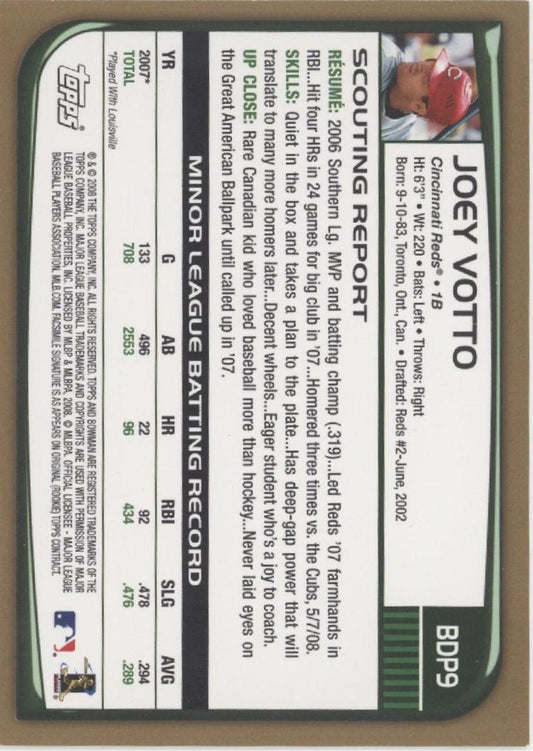 BDP9
JOEY VOTTO
Cincinnati Reds® • 1B
Ht: 6'3" • Wt: 220 • Bats: Left • Throws: Right
Born: 9-10-83, Toronto, Ont., Can. • Drafted: Reds #2-June, 2002
SCOUTING REPORT
RÉSUMÉ: 2006 Southern Lg. MVP and batting champ (.319)...Led Reds '07 farmhands in
RBI...Hit four HRs in 24 games for big club in '07...Homered three times vs. the Cubs, 5/7/08.
SKILLS: Quiet in the box and takes a plan to the plate...Has deep-gap power that will
translate to many more homers later...Decent wheels...Eager student who's a joy to coach.
UP CLOSE: Rare Canadian kid who loved baseball more than hockey...Never laid eyes on
the Great American Ballpark until called up in '07.
MINOR LEAGUE BATTING RECORD
YR G AB HR RBI SLG AVG
2007* 133 496 22 92 .478 .294
TOTAL 708 2553 96 434 .476 .289
*Played With Louisville
topps
® & © 2008 THE TOPPS COMPANY, INC. ALL RIGHTS RESERVED. TOPPS AND BOWMAN ARE REGISTERED TRADEMARKS OF THE
TOPPS COMPANY, INC. MAJOR LEAGUE BASEBALL TRADEMARKS AND COPYRIGHTS ARE USED WITH PERMISSION OF MAJOR
LEAGUE BASEBALL PROPERTIES, INC. LICENSED BY MLBP & MLBPA, 2008. © MLBPA. OFFICIAL LICENSEE - MAJOR LEAGUE
BASEBALL PLAYERS ASSOCIATION. MLB.COM. FACSIMILE SIGNATURE IS AS APPEARS ON ORIGINAL (ROOKIE) TOPPS CONTRACT.